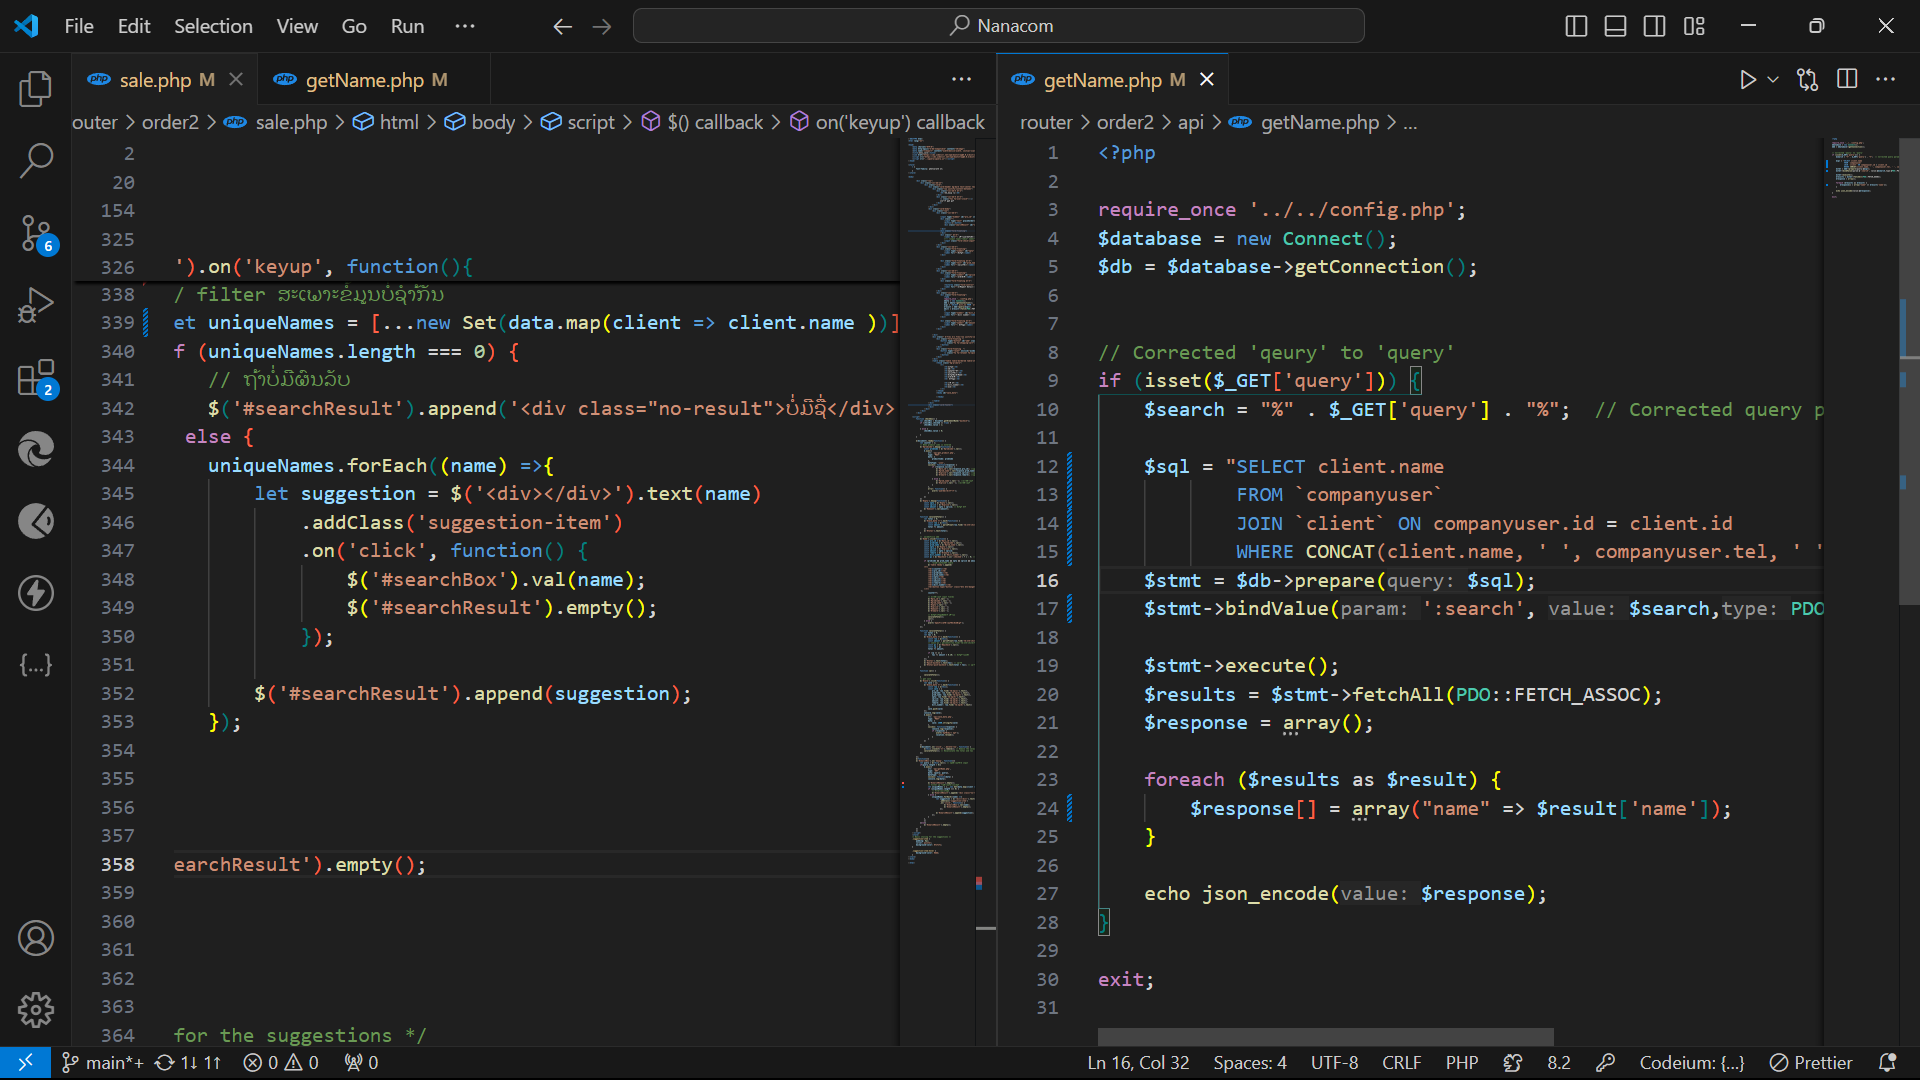 File Edit Selection View Go Run ···
Nanacom
sale.php M
getName.php M
router > order2 > sale.php > html > body > script > $() callback > on('keyup') callback
2
20
154
325
326 ').on('keyup', function(){
338 / filter ສະເພາະຂໍ້ມູນບໍ່ຊ້ຳກັນ
339 et uniqueNames = [...new Set(data.map(client => client.name ))]
340 f (uniqueNames.length === 0) {
341 // ຖ້າບໍ່ມີຜົນລັບ
342 $('#searchResult').append('<div class="no-result">ບໍ່ມີຊື່</div>
343 else {
344 uniqueNames.forEach((name) =>{
345 let suggestion = $('<div></div>').text(name)
346 .addClass('suggestion-item')
347 .on('click', function() {
348 $('#searchBox').val(name);
349 $('#searchResult').empty();
350 });
351
352 $('#searchResult').append(suggestion);
353 });
354
355
356
357
358 earchResult').empty();
359
360
361
362
363
364 for the suggestions */
getName.php M
router > order2 > api > getName.php > ...
1 <?php
2
3 require_once '../../config.php';
4 $database = new Connect();
5 $db = $database->getConnection();
6
7
8 // Corrected 'qeury' to 'query'
9 if (isset($_GET['query'])) {
10 $search = "%" . $_GET['query'] . "%";  // Corrected query p
11
12 $sql = "SELECT client.name
13 FROM `companyuser`
14 JOIN `client` ON companyuser.id = client.id
15 WHERE CONCAT(client.name, ' ', companyuser.tel, ' '
16 $stmt = $db->prepare(query: $sql);
17 $stmt->bindValue(param: ':search', value: $search,type: PDO
18
19 $stmt->execute();
20 $results = $stmt->fetchAll(PDO::FETCH_ASSOC);
21 $response = array();
22
23 foreach ($results as $result) {
24 $response[] = array("name" => $result['name']);
25 }
26
27 echo json_encode(value: $response);
28 }
29
30 exit;
31
6
2
main*+ 1↓ 1↑ 0 0 0
Ln 16, Col 32 Spaces: 4 UTF-8 CRLF PHP 8.2 Codeium: {...} Prettier